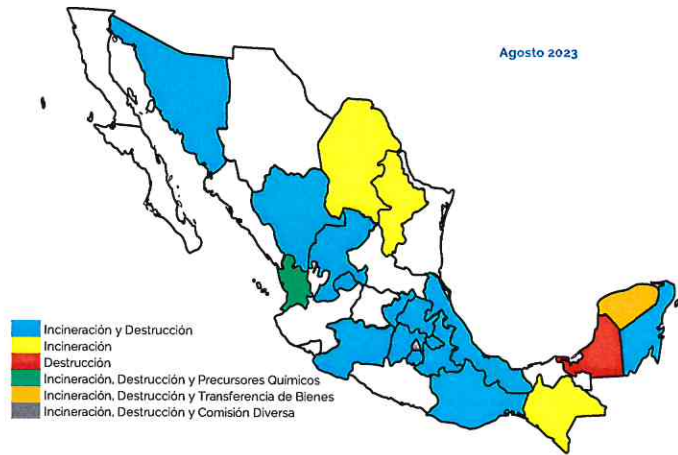 Agosto 2023
Incineración y Destrucción
Incineración
Destrucción
Incineración, Destrucción y Precursores Químicos
Incineración, Destrucción y Transferencia de Bienes
Incineración, Destrucción y Comisión Diversa